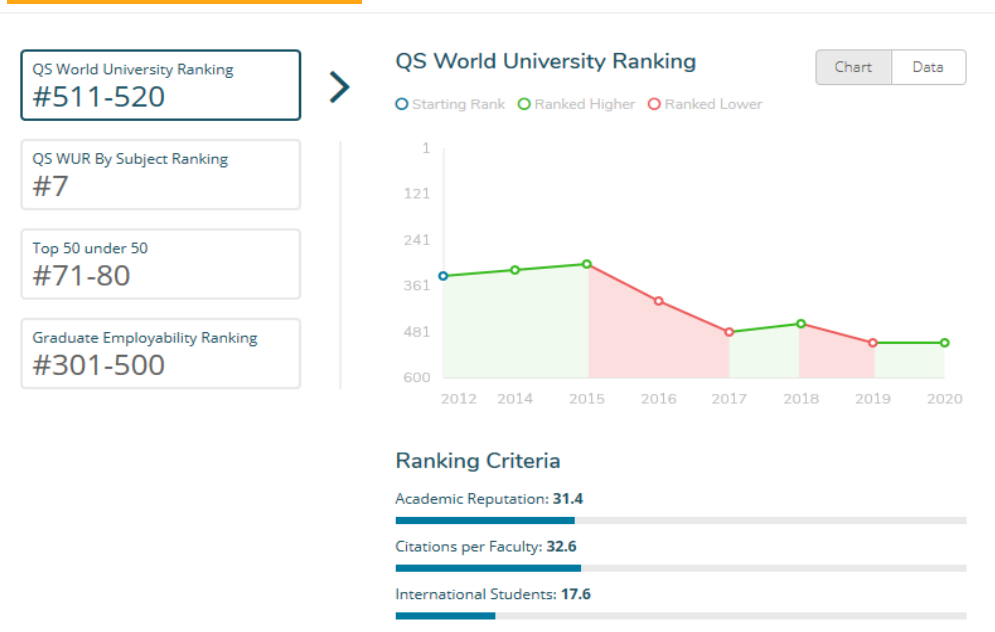 QS World University Ranking
#511-520
QS WUR By Subject Ranking
#7
Top 50 under 50
#71-80
Graduate Employability Ranking
#301-500
QS World University Ranking
Chart Data
Starting Rank Ranked Higher Ranked Lower
1
121
241
361
481
600
2012 2014 2015 2016 2017 2018 2019 2020
Ranking Criteria
Academic Reputation: 31.4
Citations per Faculty: 32.6
International Students: 17.6